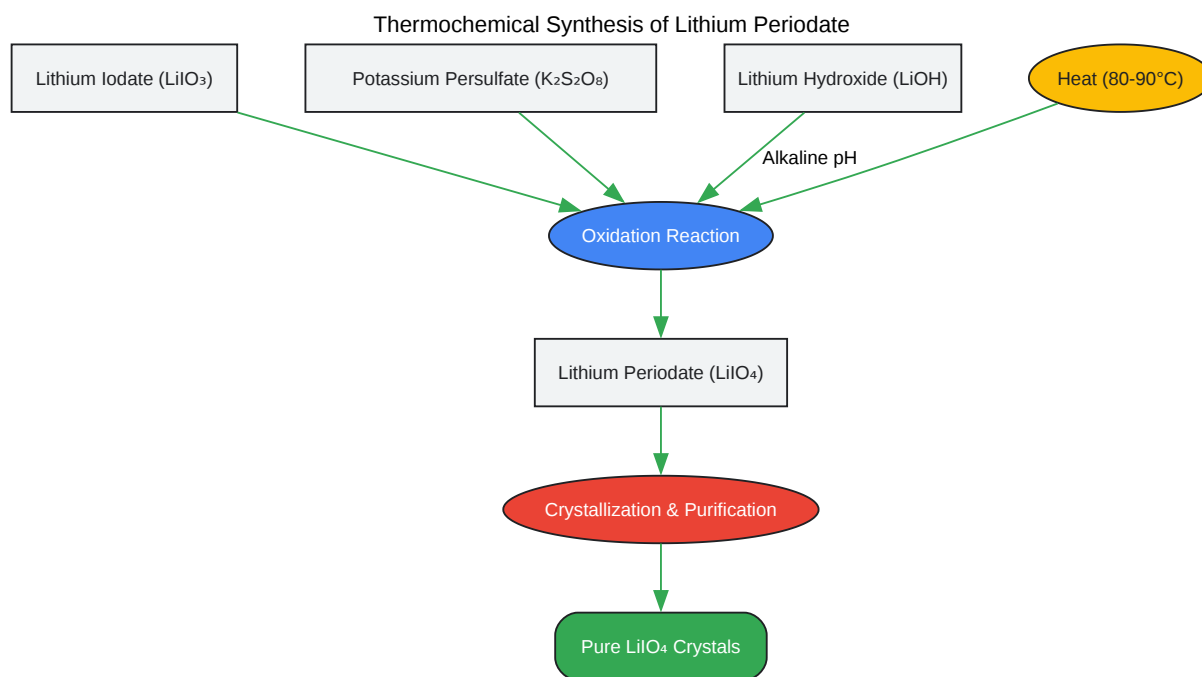 Thermochemical Synthesis of Lithium Periodate
Lithium Iodate (LiIO₃)
Potassium Persulfate (K₂S₂O₈)
Lithium Hydroxide (LiOH)
Heat (80-90°C)
Alkaline pH
Oxidation Reaction
Lithium Periodate (LiIO₄)
Crystallization & Purification
Pure LiIO₄ Crystals